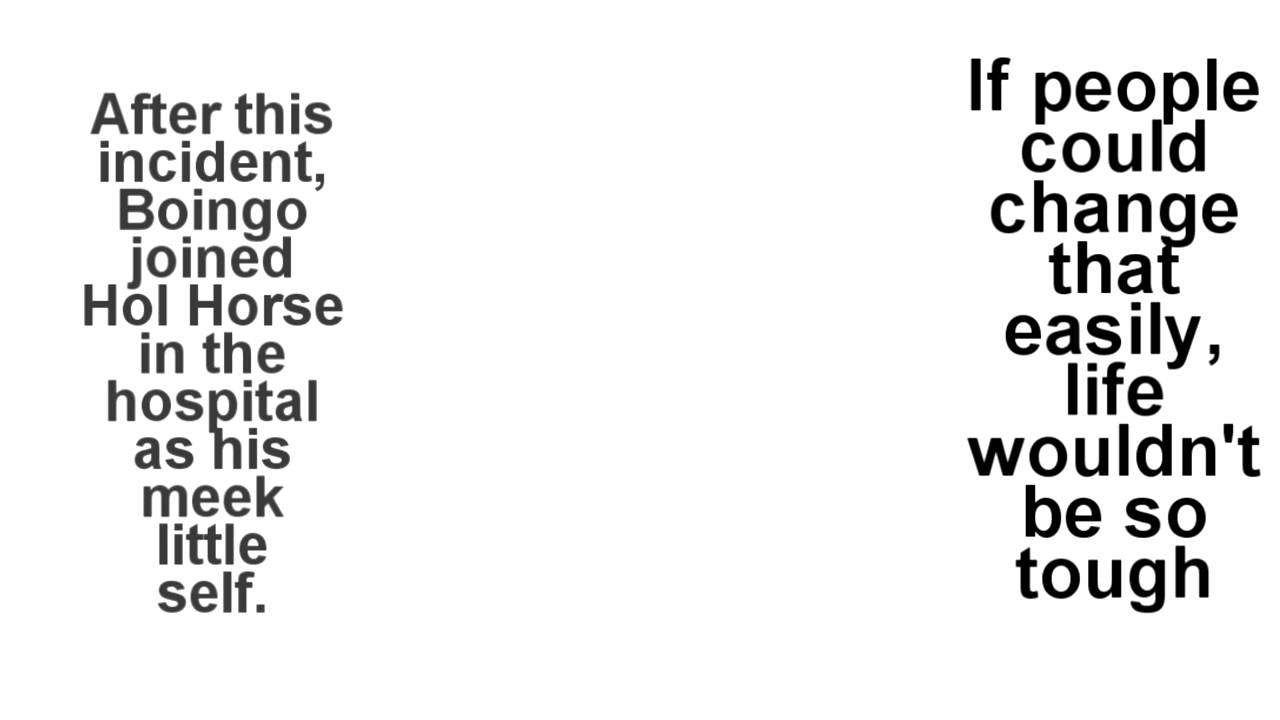 After this
incident,
Boingo
joined
Hol Horse
in the
hospital
as his
meek
little
self.
If people
could
change
that
easily,
life
wouldn't
be so
tough